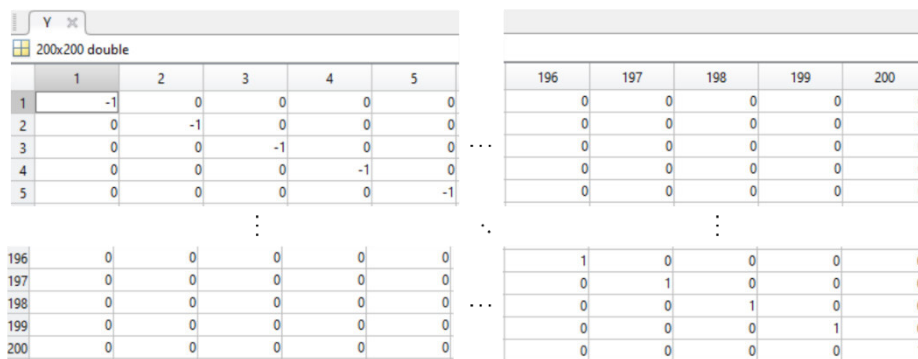 Y
200x200 double
1 2 3 4 5 196 197 198 199 200
1 -1 0 0 0 0 0 0 0 0
2 0 -1 0 0 0 0 0 0 0
3 0 0 -1 0 0 ... 0 0 0 0
4 0 0 0 -1 0 0 0 0 0
5 0 0 0 0 -1 0 0 0 0
196 0 0 0 0 0 1 0 0 0
197 0 0 0 0 0 0 1 0 0
198 0 0 0 0 0 ... 0 0 1 0
199 0 0 0 0 0 0 0 0 1
200 0 0 0 0 0 0 0 0 0